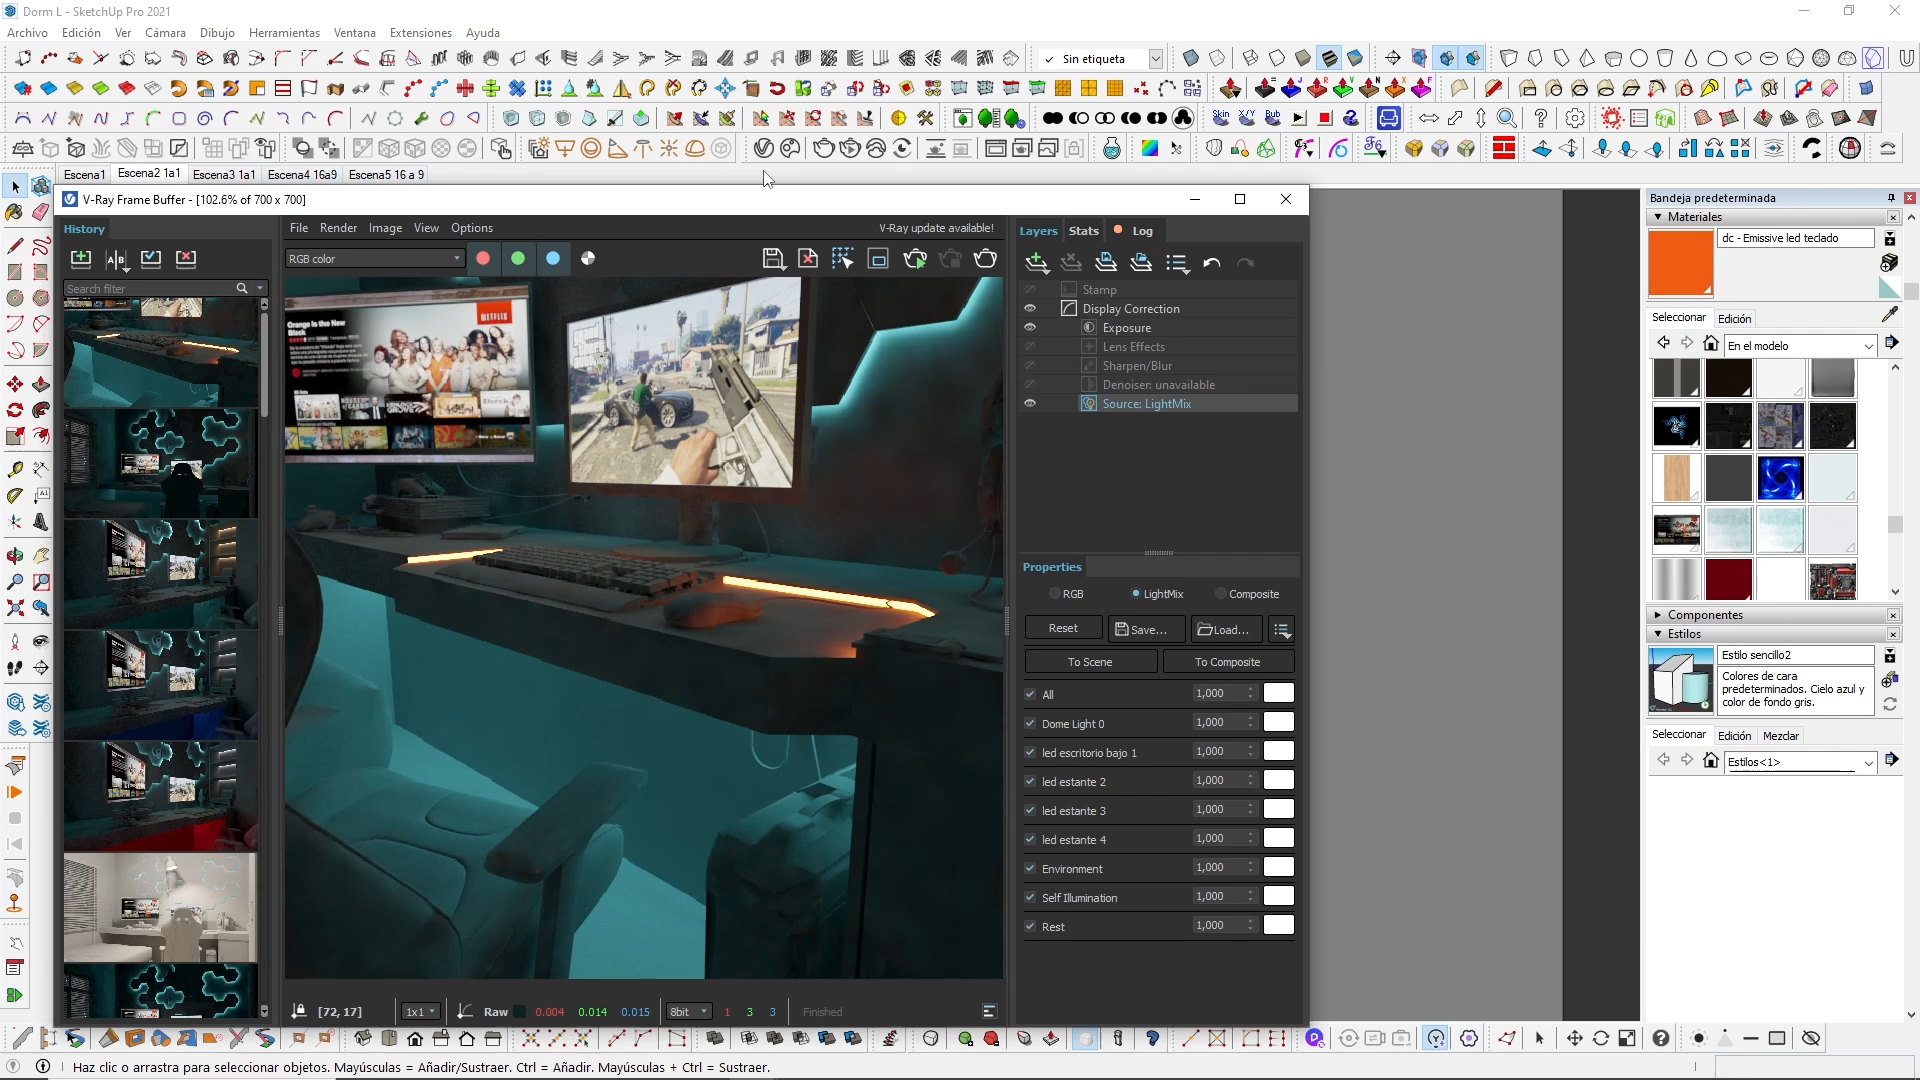 Dorm L - SketchUp Pro 2021
Archivo Edición Ver Cámara Dibujo Herramientas Ventana Extensiones Ayuda
Sin etiqueta
Skin X/Y Bub
Escena1 Escena2 1a1 Escena3 1a1 Escena4 16a9 Escena5 16 a 9
V-Ray Frame Buffer - [102.6% of 700 x 700]
History
File Render Image View Options V-Ray update available!
RGB color
Search filter
NETFLIX
Orange Is the New
Black
Layers Stats Log
Stamp
Display Correction
Exposure
Lens Effects
Sharpen/Blur
Denoiser: unavailable
Source: LightMix
Properties
RGB LightMix Composite
Reset Save... Load...
To Scene To Composite
All 1,000
Dome Light 0 1,000
led escritorio bajo 1 1,000
led estante 2 1,000
led estante 3 1,000
led estante 4 1,000
Environment 1,000
Self Illumination 1,000
Rest 1,000
[72, 17] 1x1 Raw 0.004 0.014 0.015 8bit 1 3 3 Finished
Bandeja predeterminada
Materiales
dc - Emissive led teclado
Seleccionar Edición
En el modelo
Componentes
Estilos
Estilo sencillo2
Colores de cara
predeterminados. Cielo azul y
color de fondo gris.
Seleccionar Edición Mezclar
Estilos<1>
Haz clic o arrastra para seleccionar objetos. Mayúsculas = Añadir/Sustraer. Ctrl = Añadir. Mayúsculas + Ctrl = Sustraer.